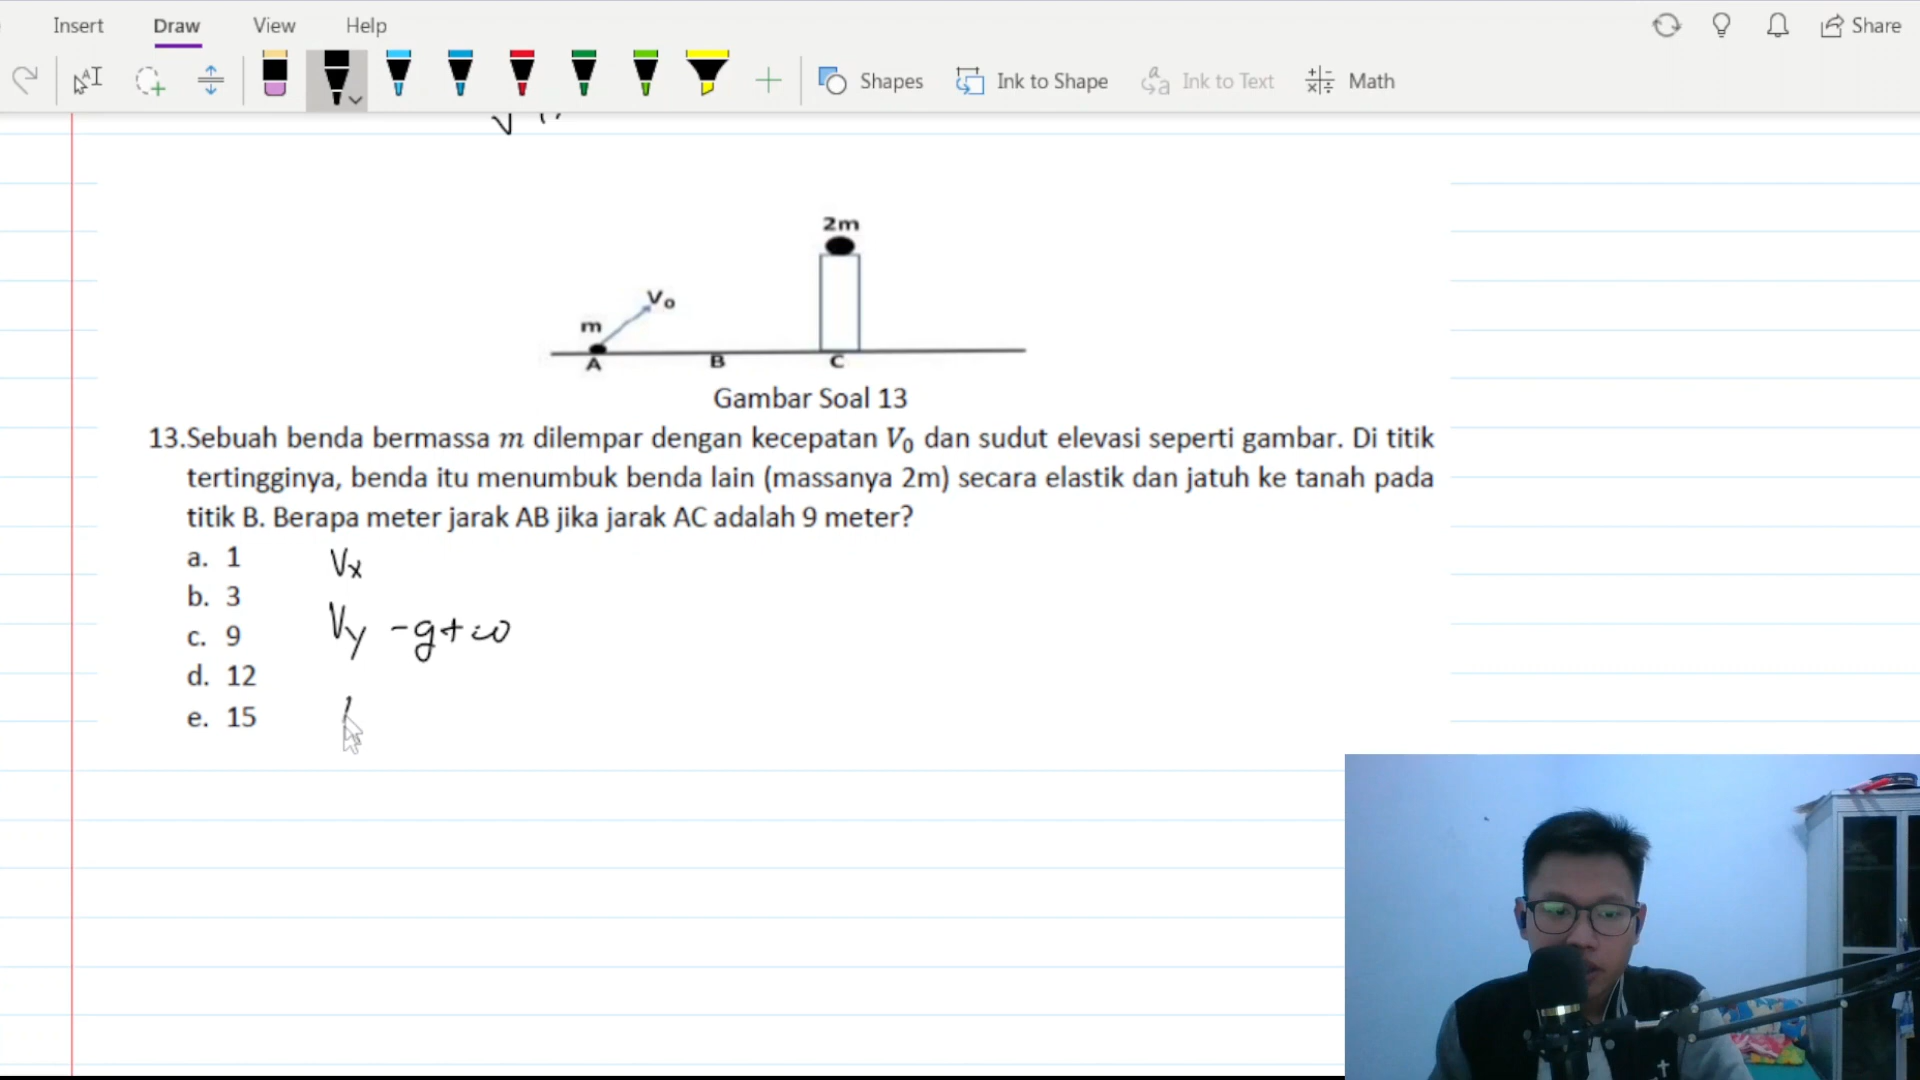 Insert Draw View Help Share
Shapes Ink to Shape Ink to Text Math
2m
V₀
m
A B C
Gambar Soal 13
13.Sebuah benda bermassa m dilempar dengan kecepatan V₀ dan sudut elevasi seperti gambar. Di titik
tertingginya, benda itu menumbuk benda lain (massanya 2m) secara elastik dan jatuh ke tanah pada
titik B. Berapa meter jarak AB jika jarak AC adalah 9 meter?
a. 1
b. 3
c. 9
d. 12
e. 15
Vx
Vy -gt=0